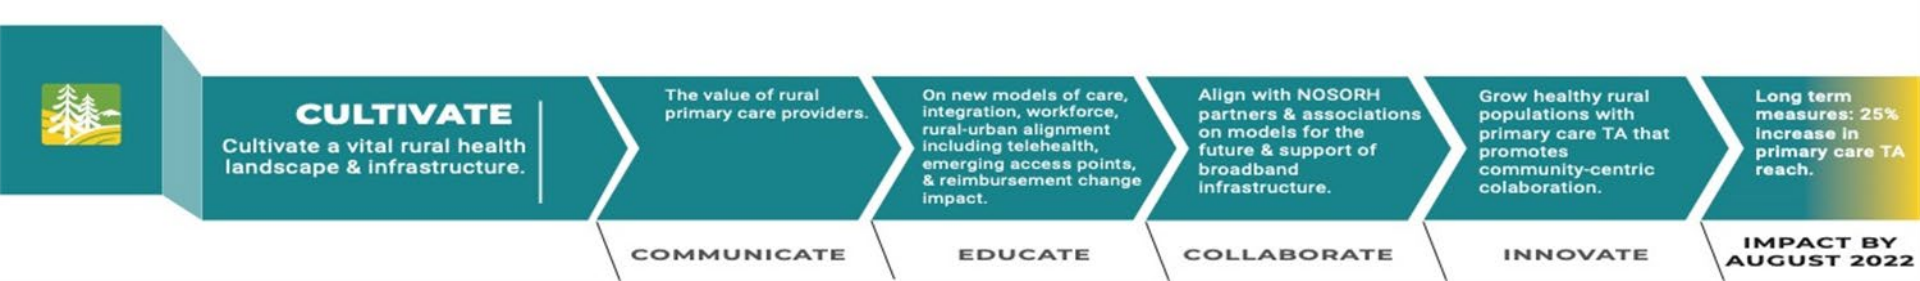 CULTIVATE
Cultivate a vital rural health
landscape & infrastructure.
The value of rural
primary care providers.
COMMUNICATE
On new models of care,
integration, workforce,
rural-urban alignment
including telehealth,
emerging access points,
& reimbursement change
impact.
EDUCATE
Align with NOSORH
partners & associations
on models for the
future & support of
broadband
infrastructure.
COLLABORATE
Grow healthy rural
populations with
primary care TA that
promotes
community-centric
colaboration.
INNOVATE
Long term
measures: 25%
increase in
primary care TA
reach.
IMPACT BY
AUGUST 2022